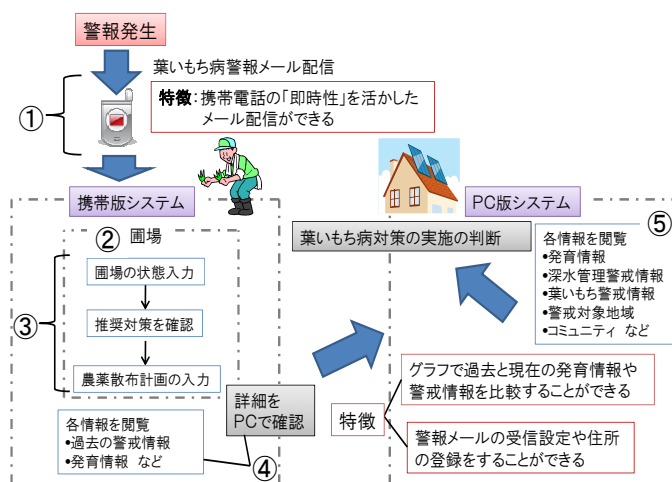 警報発生
葉いもち病警報メール配信
特徴：携帯電話の「即時性」を活かした
メール配信ができる
①
携帯版システム
PC版システム
② 圃場
圃場の状態入力
③
推奨対策を確認
農薬散布計画の入力
各情報を閲覧
•過去の警戒情報
•発育情報 など
④
詳細を
PCで確認
葉いもち病対策の実施の判断
⑤
各情報を閲覧
•発育情報
•深水管理警戒情報
•葉いもち警戒情報
•警戒対象地域
•コミュニティ など
特徴
グラフで過去と現在の発育情報や
警戒情報を比較することができる
警報メールの受信設定や住所
の登録をすることができる